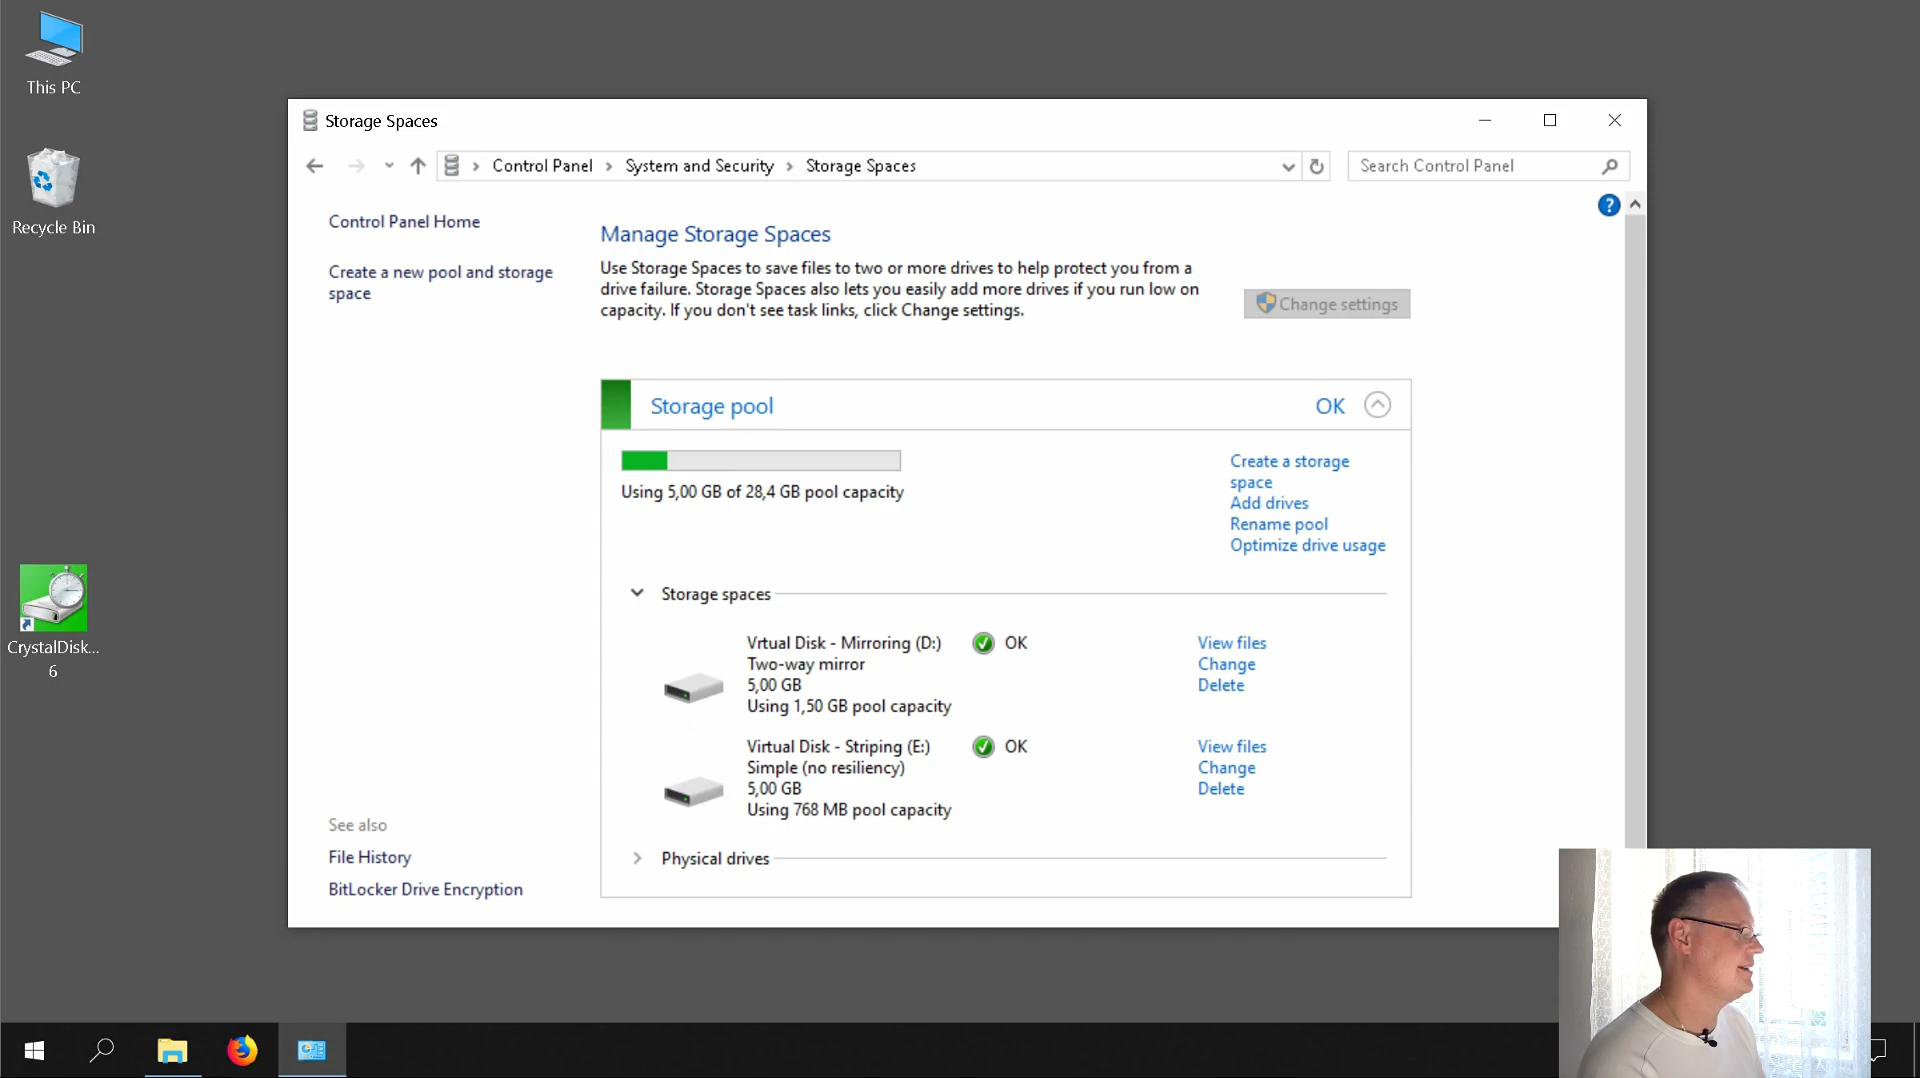 This PC
Recycle Bin
CrystalDisk...
6
Storage Spaces
Control Panel
System and Security
Storage Spaces
Search Control Panel
Control Panel Home
Create a new pool and storage
space
See also
File History
BitLocker Drive Encryption
?
Manage Storage Spaces
Use Storage Spaces to save files to two or more drives to help protect you from a
drive failure. Storage Spaces also lets you easily add more drives if you run low on
capacity. If you don't see task links, click Change settings.
Change settings
Storage pool
OK
Using 5,00 GB of 28,4 GB pool capacity
Create a storage
space
Add drives
Rename pool
Optimize drive usage
Storage spaces
Vrtual Disk - Mirroring (D:)
OK
View files
Two-way mirror
Change
5,00 GB
Delete
Using 1,50 GB pool capacity
Virtual Disk - Striping (E:)
OK
View files
Simple (no resiliency)
Change
5,00 GB
Delete
Using 768 MB pool capacity
Physical drives